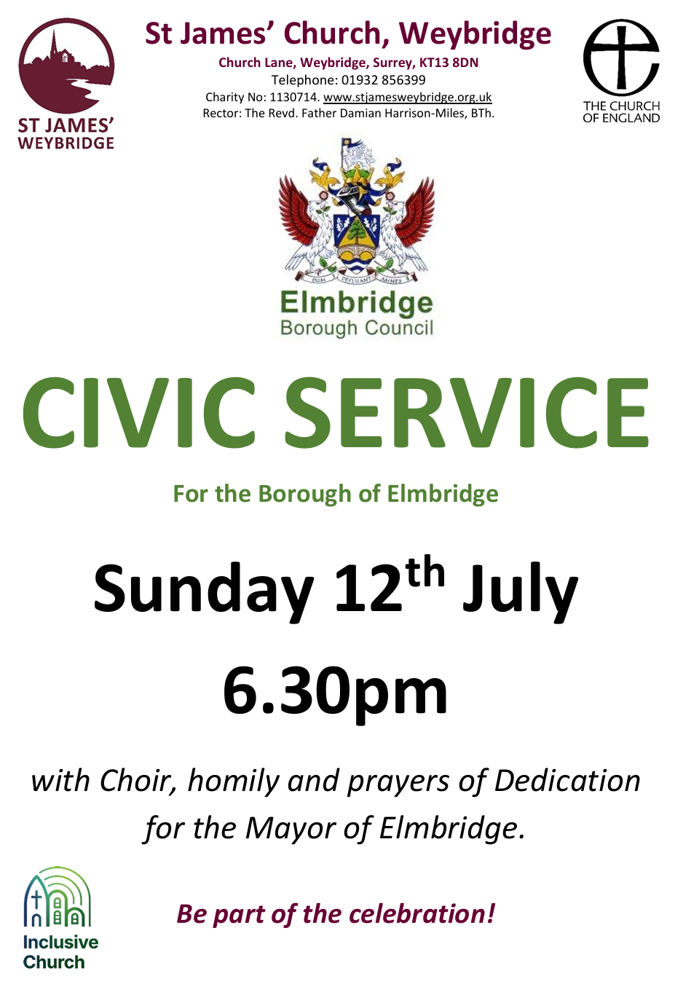 St James’ Church, Weybridge
Church Lane, Weybridge, Surrey, KT13 8DN
Telephone: 01932 856399
Charity No: 1130714. www.stjamesweybridge.org.uk
Rector: The Revd. Father Damian Harrison-Miles, BTh.
ST JAMES’
WEYBRIDGE
THE CHURCH
OF ENGLAND
DUM DEFLUANT AMNES
Elmbridge
Borough Council
CIVIC SERVICE
For the Borough of Elmbridge
Sunday 12th July
6.30pm
with Choir, homily and prayers of Dedication
for the Mayor of Elmbridge.
Be part of the celebration!
Inclusive
Church